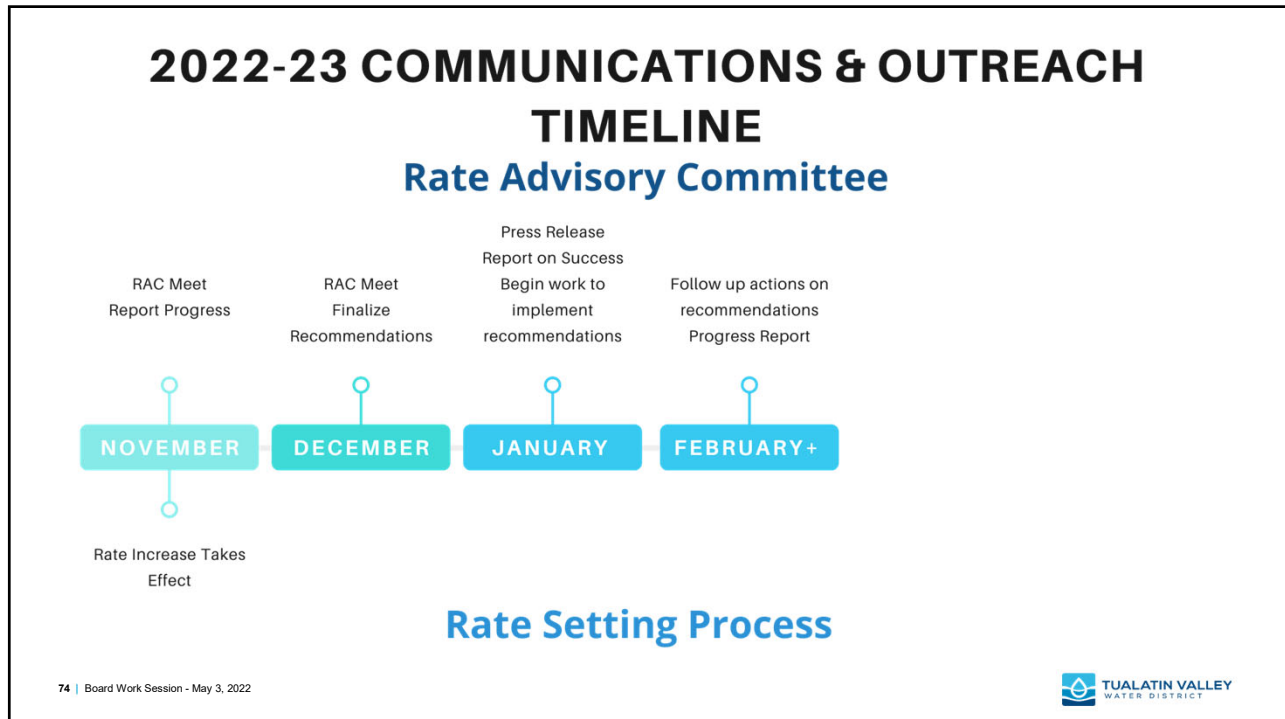 2022-23 COMMUNICATIONS & OUTREACH
TIMELINE
Rate Advisory Committee
RAC Meet
Report Progress
RAC Meet
Finalize
Recommendations
Press Release
Report on Success
Begin work to
implement
recommendations
Follow up actions on
recommendations
Progress Report
NOVEMBER
DECEMBER
JANUARY
FEBRUARY+
Rate Increase Takes
Effect
Rate Setting Process
74 | Board Work Session - May 3, 2022
TUALATIN VALLEY
WATER DISTRICT